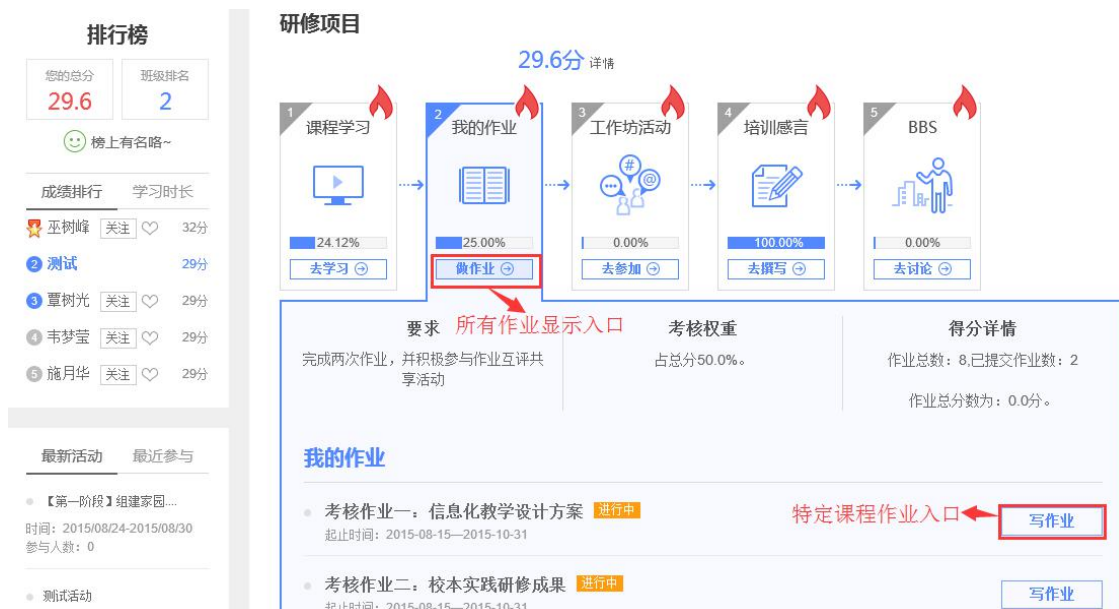 排行榜
您的总分
班级排名
29.6
2
榜上有名咯~
成绩排行
学习时长
巫树峰 关注 32分
2 测试 29分
3 覃树光 关注 29分
4 韦梦莹 关注 29分
5 施月华 关注 29分
最新活动
最近参与
【第一阶段】组建家园....
时间：2015/08/24-2015/08/30
参与人数：0
测试活动
研修项目
29.6分 详情
1
课程学习
24.12%
去学习
2
我的作业
25.00%
做作业
3
工作坊活动
0.00%
去参加
4
培训感言
100.00%
去撰写
5
BBS
0.00%
去讨论
所有作业显示入口
要求
完成两次作业，并积极参与作业互评共
享活动
考核权重
占总分50.0%。
得分详情
作业总数：8,已提交作业数：2
作业总分数为：0.0分。
我的作业
考核作业一：信息化教学设计方案 进行中
起止时间：2015-08-15—2015-10-31
特定课程作业入口
写作业
考核作业二：校本实践研修成果 进行中
起止时间：2015-08-15—2015-10-31
写作业